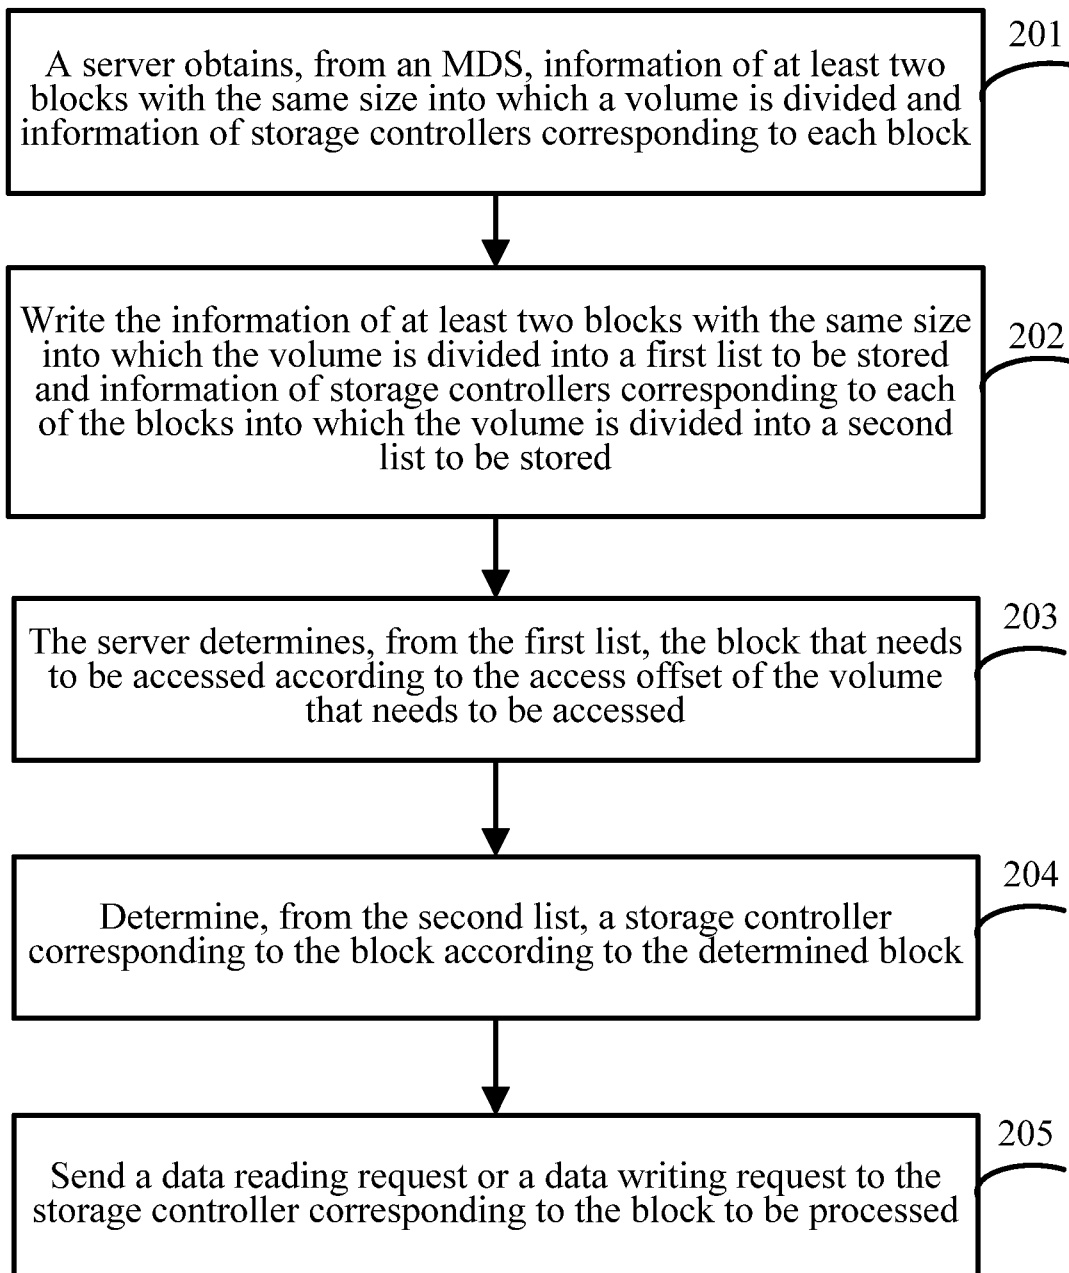 201
A server obtains, from an MDS, information of at least two
blocks with the same size into which a volume is divided and
information of storage controllers corresponding to each block
202
Write the information of at least two blocks with the same size
into which the volume is divided into a first list to be stored
and information of storage controllers corresponding to each
of the blocks into which the volume is divided into a second
list to be stored
203
The server determines, from the first list, the block that needs
to be accessed according to the access offset of the volume
that needs to be accessed
204
Determine, from the second list, a storage controller
corresponding to the block according to the determined block
205
Send a data reading request or a data writing request to the
storage controller corresponding to the block to be processed